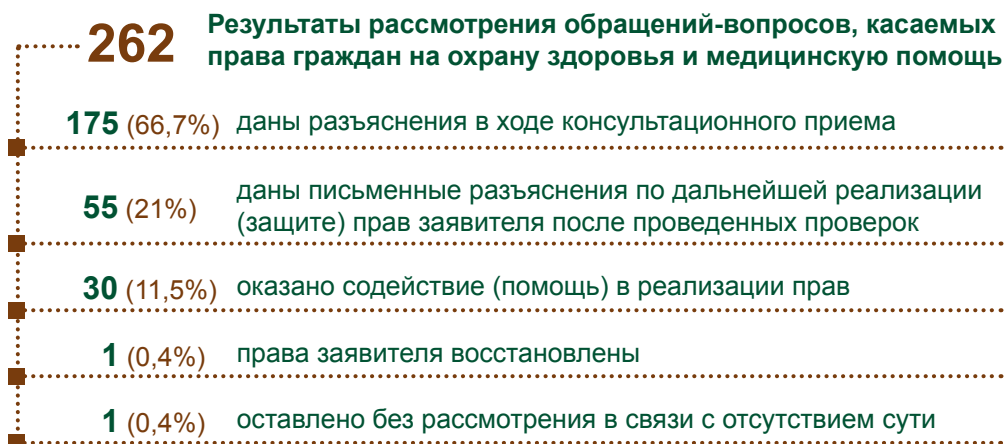 262 Результаты рассмотрения обращений-вопросов, касаемых
права граждан на охрану здоровья и медицинскую помощь
175 (66,7%) даны разъяснения в ходе консультационного приема
55 (21%) даны письменные разъяснения по дальнейшей реализации
(защите) прав заявителя после проведенных проверок
30 (11,5%) оказано содействие (помощь) в реализации прав
1 (0,4%) права заявителя восстановлены
1 (0,4%) оставлено без рассмотрения в связи с отсутствием сути